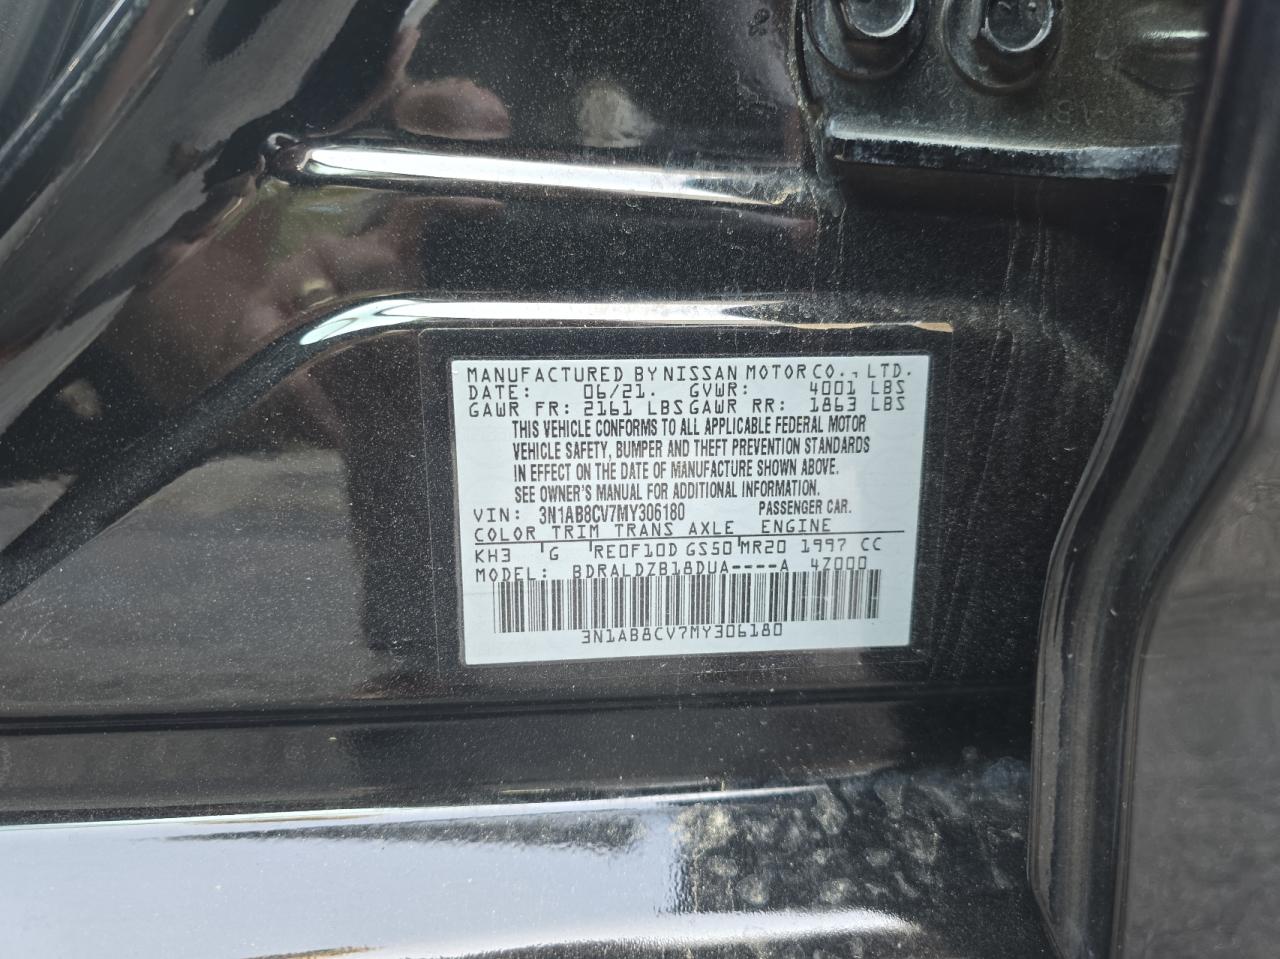 MANUFACTURED BY NISSAN MOTOR CO., LTD.
DATE: 06/21. GVWR: 4001 LBS
GAWR FR: 2161 LBS GAWR RR: 1863 LBS
THIS VEHICLE CONFORMS TO ALL APPLICABLE FEDERAL MOTOR
VEHICLE SAFETY, BUMPER AND THEFT PREVENTION STANDARDS
IN EFFECT ON THE DATE OF MANUFACTURE SHOWN ABOVE.
SEE OWNER'S MANUAL FOR ADDITIONAL INFORMATION.
VIN: 3N1AB8CV7MY306180 PASSENGER CAR.
COLOR TRIM TRANS AXLE ENGINE
KH3 G RE0F10D GS50 MR20 1997 CC
MODEL: BDRALDZB18DUA----A 47000
3N1AB8CV7MY306180